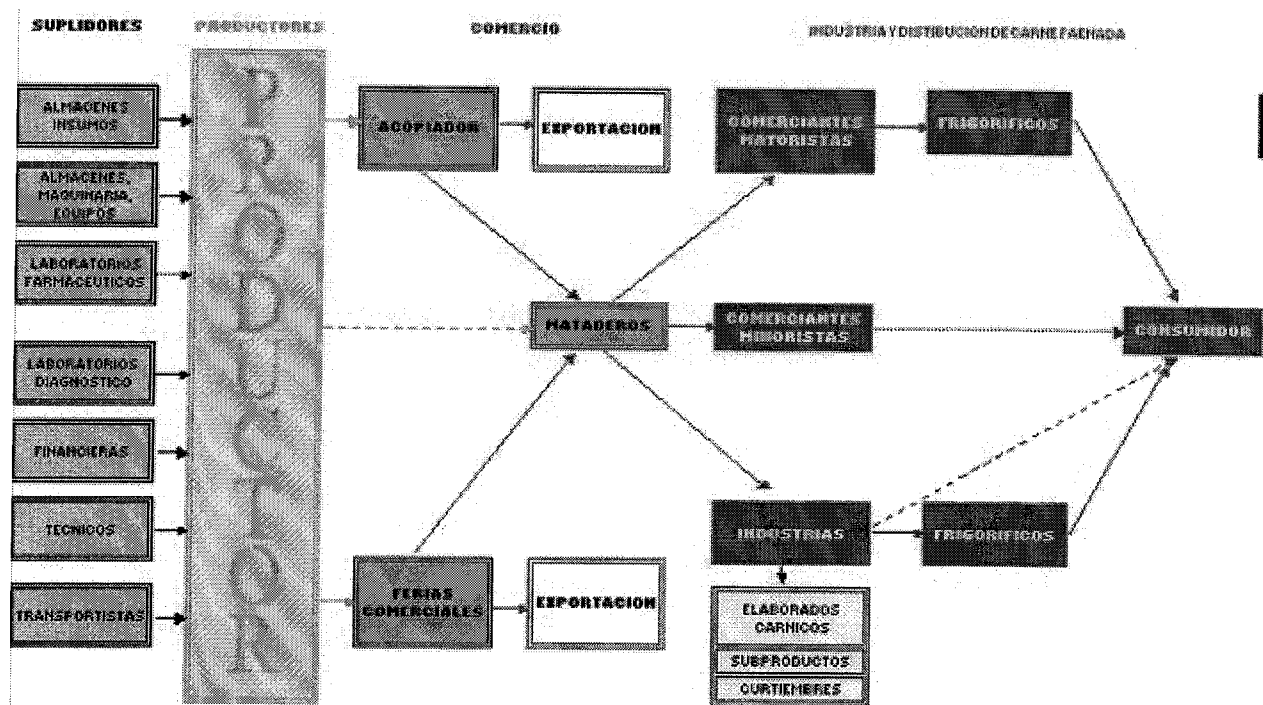 SUPLIDORES
PRODUCTORES
COMERCIO
INDUSTRIA Y DISTIBUCION DE CARNE FAENADA
ALMACENES
INSUMOS
ALMACENES,
MAQUINARIA,
EQUIPOS
LABORATORIOS
FARMACEUTICOS
LABORATORIOS
DIAGNOSTICO
FINANCIERAS
TECNICOS
TRANSPORTISTAS
PRODUCTOR
ACOPIADOR
EXPORTACION
MATADEROS
FERIAS
COMERCIALES
EXPORTACION
COMERCIANTES
MAYORISTAS
FRIGORIFICOS
COMERCIANTES
MINORISTAS
CONSUMIDOR
INDUSTRIAS
FRIGORIFICOS
ELABORADOS
CARNICOS
SUBPRODUCTOS
CURTIEMBRES